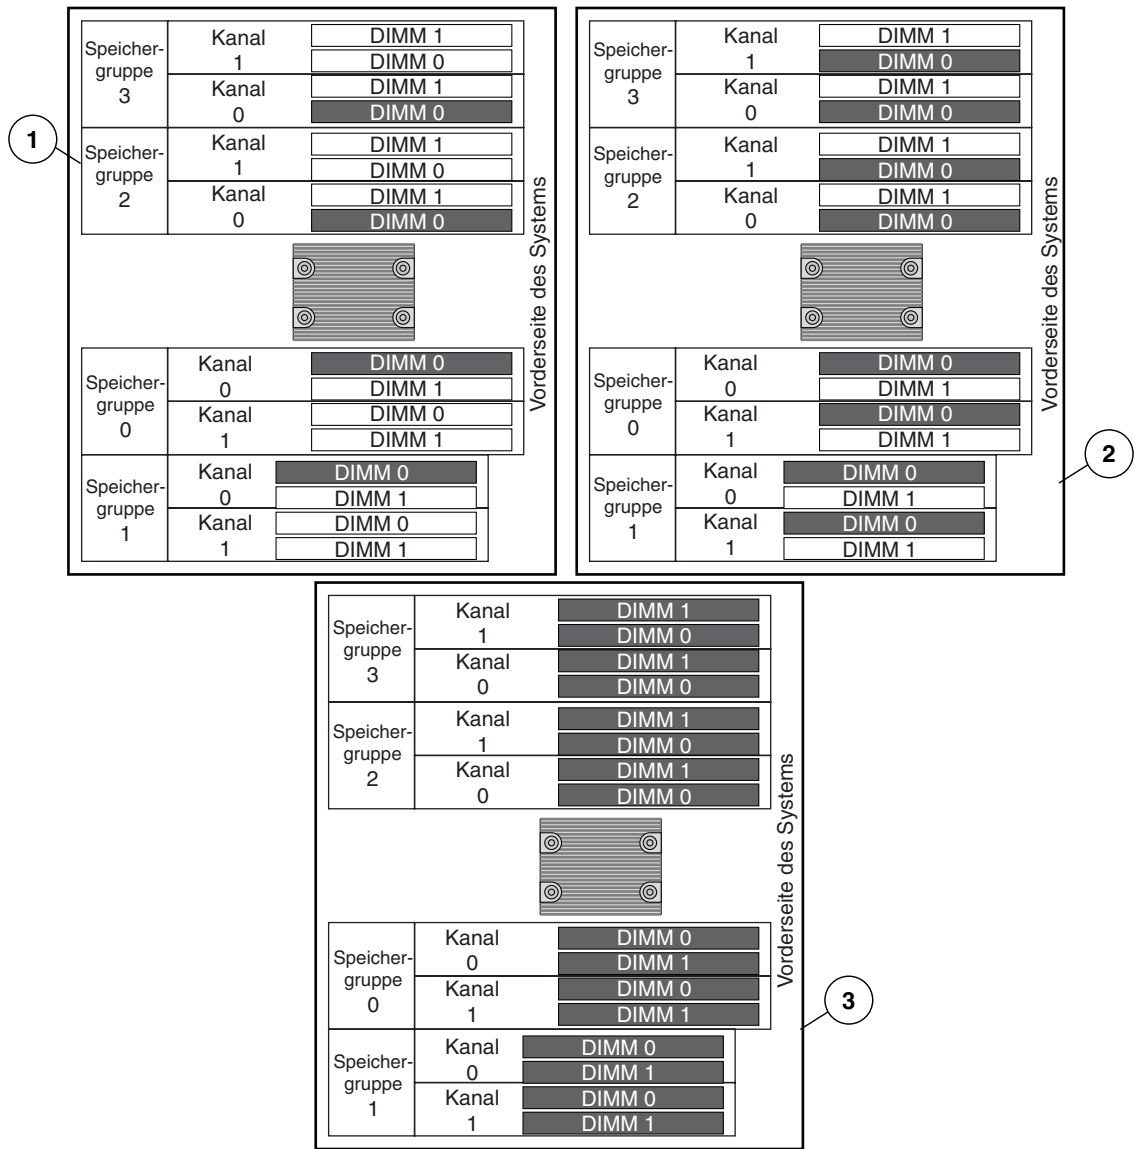 Speicher-
gruppe
3
Kanal
1
DIMM 1
DIMM 0
Kanal
0
DIMM 1
DIMM 0
1
Speicher-
gruppe
2
Kanal
1
DIMM 1
DIMM 0
Kanal
0
DIMM 1
DIMM 0
Vorderseite des Systems
Speicher-
gruppe
0
Kanal
0
DIMM 0
DIMM 1
Kanal
1
DIMM 0
DIMM 1
Speicher-
gruppe
1
Kanal
0
DIMM 0
DIMM 1
Kanal
1
DIMM 0
DIMM 1
Speicher-
gruppe
3
Kanal
1
DIMM 1
DIMM 0
Kanal
0
DIMM 1
DIMM 0
Speicher-
gruppe
2
Kanal
1
DIMM 1
DIMM 0
Kanal
0
DIMM 1
DIMM 0
Vorderseite des Systems
Speicher-
gruppe
0
Kanal
0
DIMM 0
DIMM 1
Kanal
1
DIMM 0
DIMM 1
2
Speicher-
gruppe
1
Kanal
0
DIMM 0
DIMM 1
Kanal
1
DIMM 0
DIMM 1
Speicher-
gruppe
3
Kanal
1
DIMM 1
DIMM 0
Kanal
0
DIMM 1
DIMM 0
Speicher-
gruppe
2
Kanal
1
DIMM 1
DIMM 0
Kanal
0
DIMM 1
DIMM 0
Vorderseite des Systems
Speicher-
gruppe
0
Kanal
0
DIMM 0
DIMM 1
Kanal
1
DIMM 0
DIMM 1
3
Speicher-
gruppe
1
Kanal
0
DIMM 0
DIMM 1
Kanal
1
DIMM 0
DIMM 1